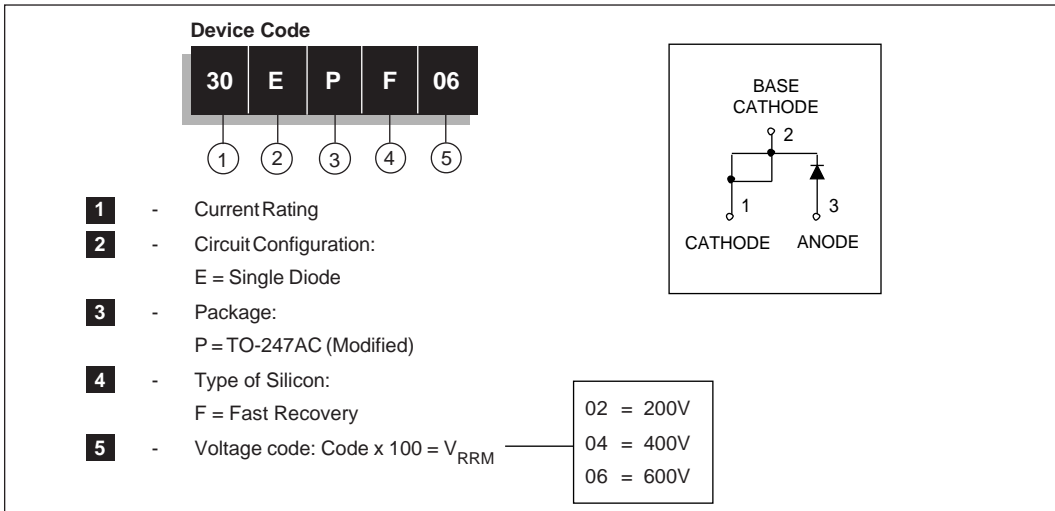 Device Code
30 E P F 06
1 2 3 4 5
1 - Current Rating
2 - Circuit Configuration:
E = Single Diode
3 - Package:
P = TO-247AC (Modified)
4 - Type of Silicon:
F = Fast Recovery
5 - Voltage code: Code x 100 = VRRM
02 = 200V
04 = 400V
06 = 600V
BASE
CATHODE
2
1 3
CATHODE ANODE